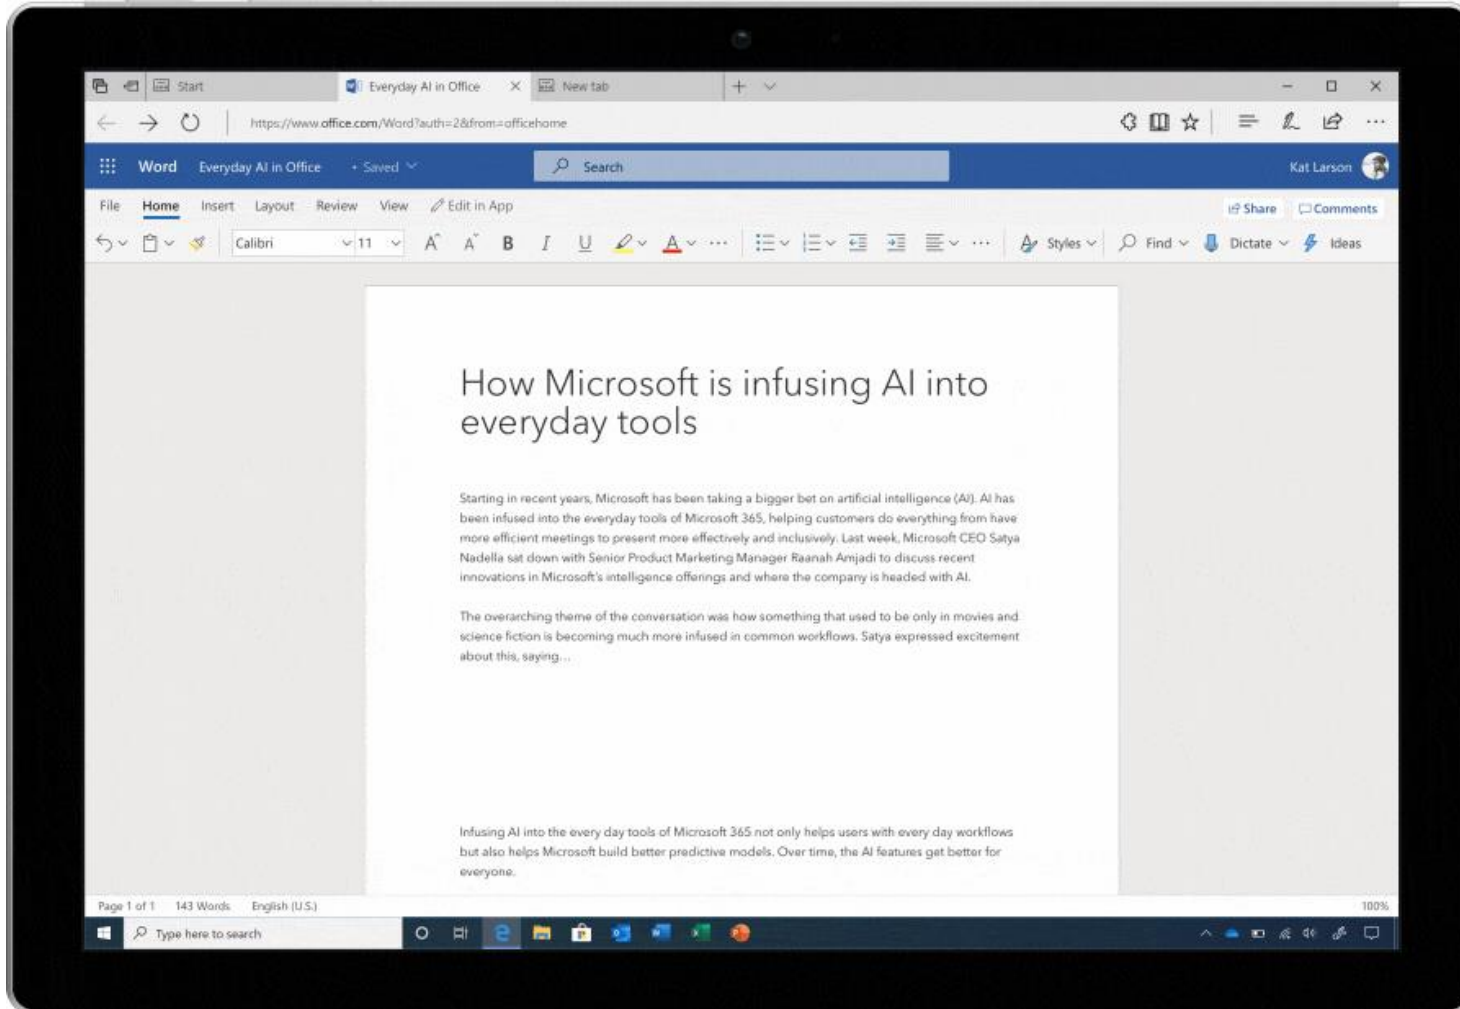 Start
Everyday AI in Office
New tab
https://www.office.com/Word?auth=2&from=officehome
Word Everyday AI in Office • Saved
Search
Kat Larson
File Home Insert Layout Review View Edit in App
Share Comments
Calibri 11 A A B I U A ... ... Styles Find Dictate Ideas
How Microsoft is infusing AI into
everyday tools
Starting in recent years, Microsoft has been taking a bigger bet on artificial intelligence (AI). AI has
been infused into the everyday tools of Microsoft 365, helping customers do everything from have
more efficient meetings to present more effectively and inclusively. Last week, Microsoft CEO Satya
Nadella sat down with Senior Product Marketing Manager Raanah Amjadi to discuss recent
innovations in Microsoft's intelligence offerings and where the company is headed with AI.
The overarching theme of the conversation was how something that used to be only in movies and
science fiction is becoming much more infused in common workflows. Satya expressed excitement
about this, saying...
Infusing AI into the every day tools of Microsoft 365 not only helps users with every day workflows
but also helps Microsoft build better predictive models. Over time, the AI features get better for
everyone.
Page 1 of 1 143 Words English (U.S.)
100%
Type here to search